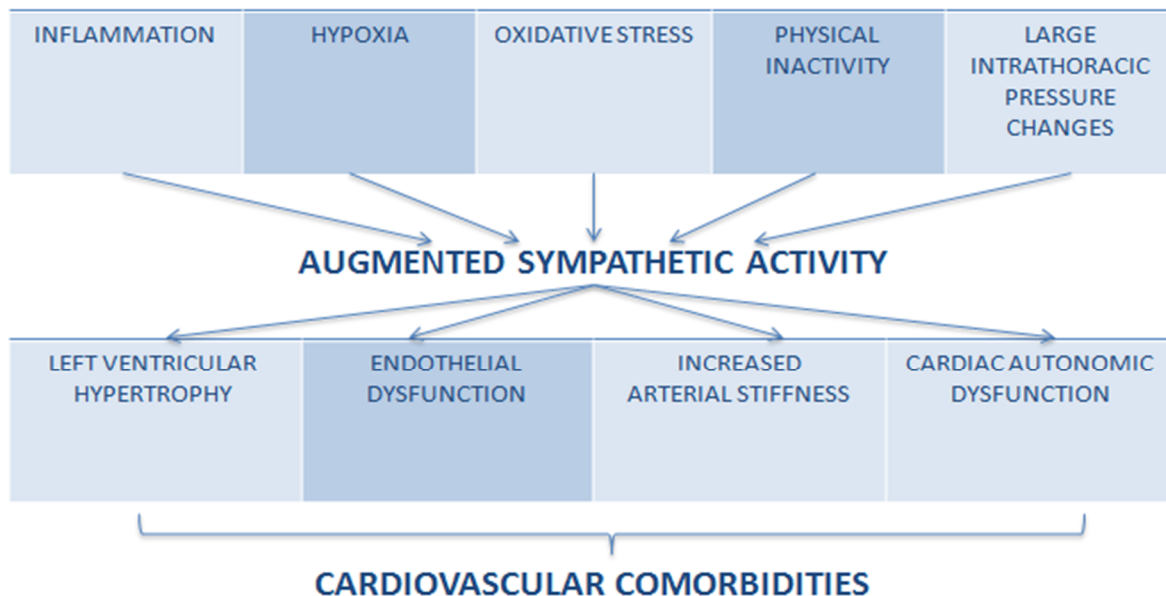 INFLAMMATION
HYPOXIA
OXIDATIVE STRESS
PHYSICAL
INACTIVITY
LARGE
INTRATHORACIC
PRESSURE
CHANGES
AUGMENTED SYMPATHETIC ACTIVITY
LEFT VENTRICULAR
HYPERTROPHY
ENDOTHELIAL
DYSFUNCTION
INCREASED
ARTERIAL STIFFNESS
CARDIAC AUTONOMIC
DYSFUNCTION
CARDIOVASCULAR COMORBIDITIES